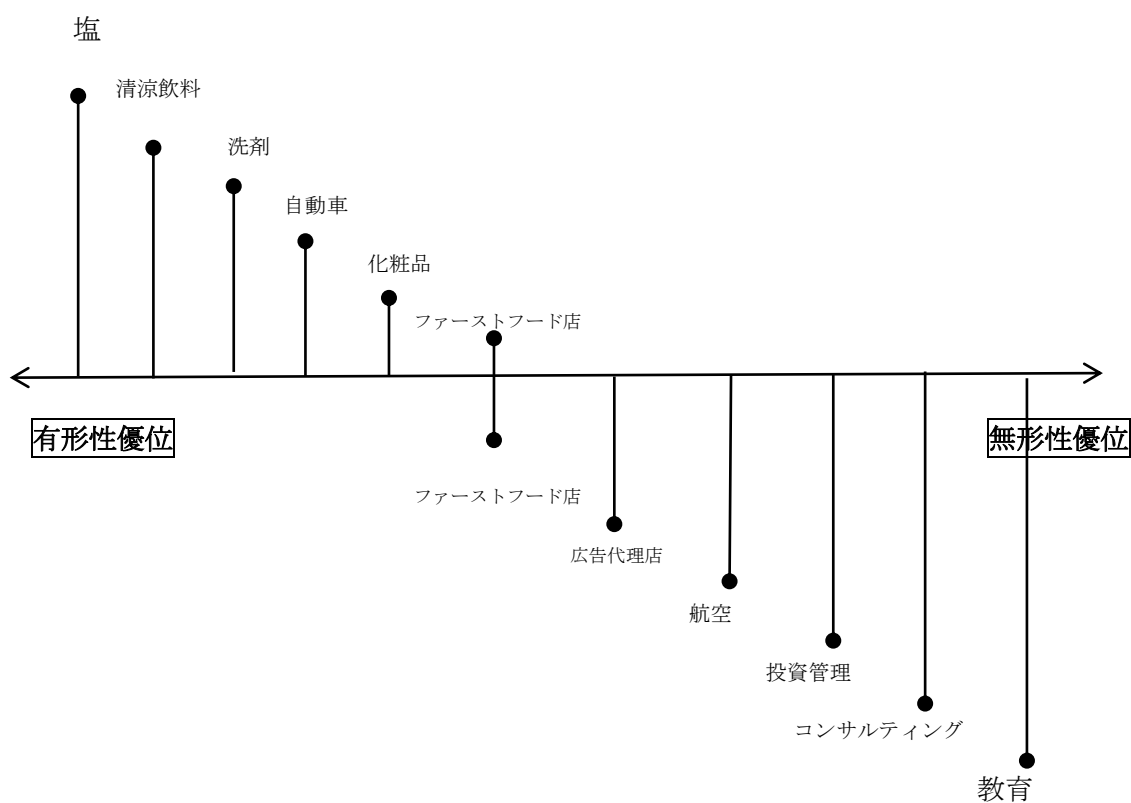 塩
清涼飲料
洗剤
自動車
化粧品
ファーストフード店
有形性優位
無形性優位
ファーストフード店
広告代理店
航空
投資管理
コンサルティング
教育